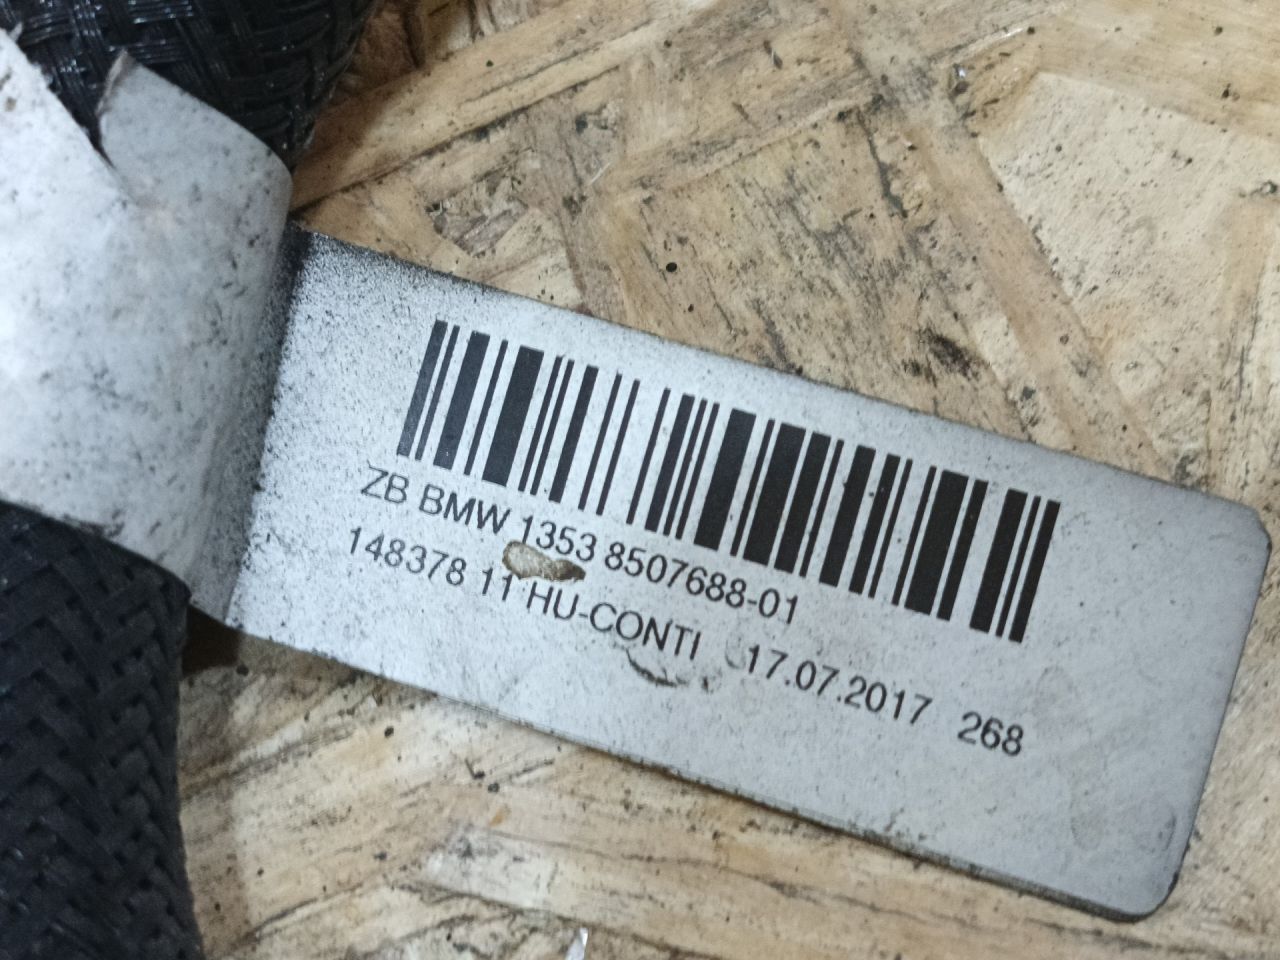 ZB BMW 1353 8507688-01
148378 11 HU-CONTI 17.07.2017 268